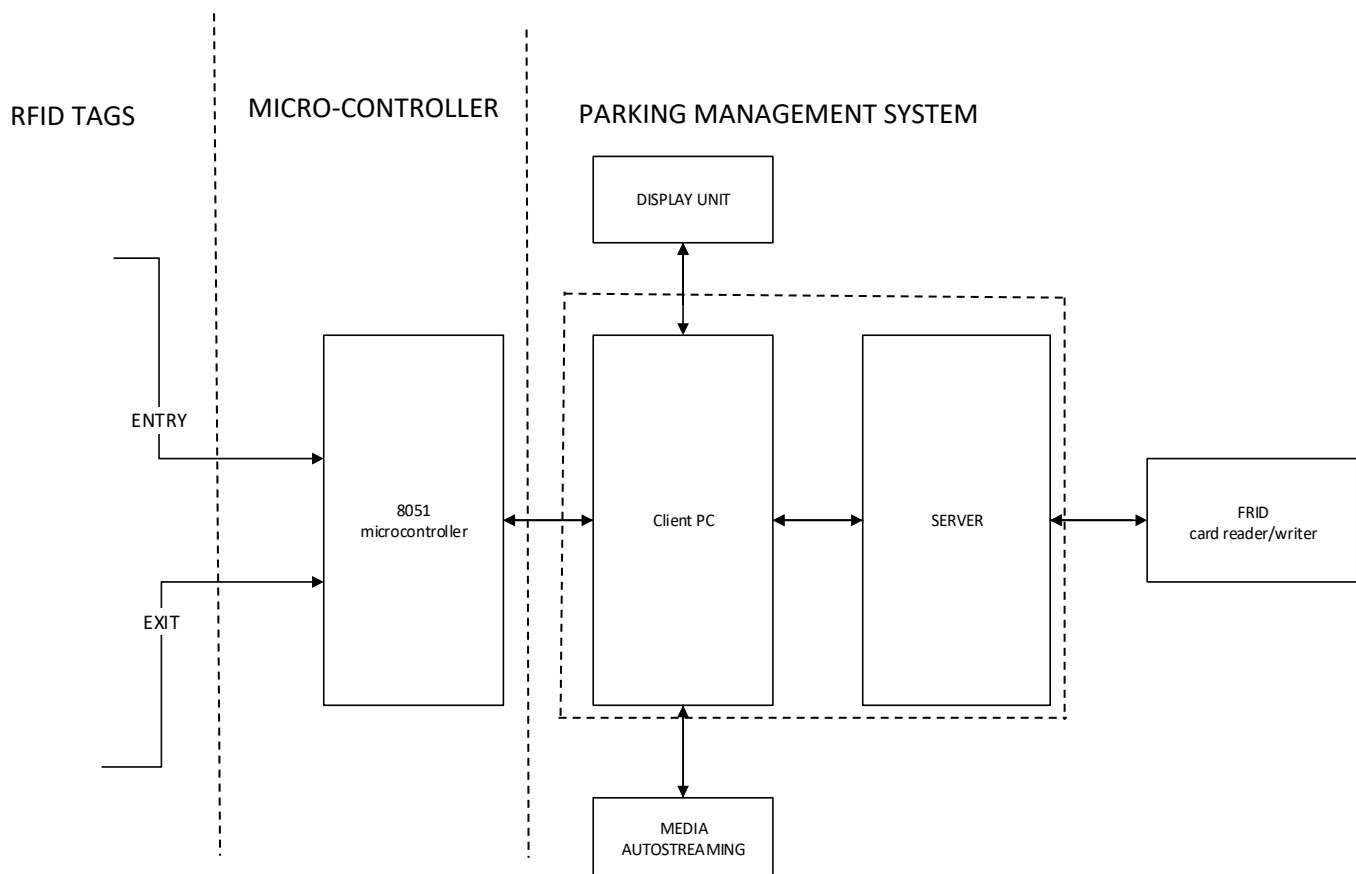 RFID TAGS
MICRO-CONTROLLER
PARKING MANAGEMENT SYSTEM
DISPLAY UNIT
ENTRY
8051
microcontroller
Client PC
SERVER
FRID
card reader/writer
EXIT
MEDIA
AUTOSTREAMING